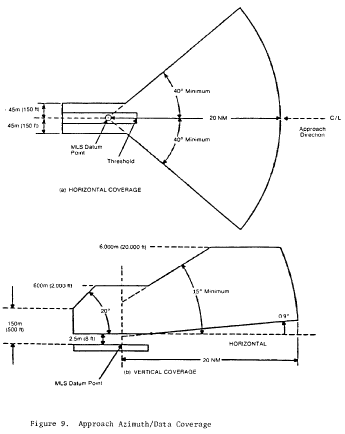 45m (150 ft)
45m (150 ft)
40° Minimum
20 NM
C/L
Approach
Direction
40° Minimum
MLS Datum
Point
Threshold
(a) HORIZONTAL COVERAGE
6,000m (20,000 ft)
600m (2,000 ft)
15° Minimum
20°
0.9°
150m
(500 ft)
2.5m (8 ft)
HORIZONTAL
20 NM
(b) VERTICAL COVERAGE
MLS Datum Point
Figure 9. Approach Azimuth/Data Coverage